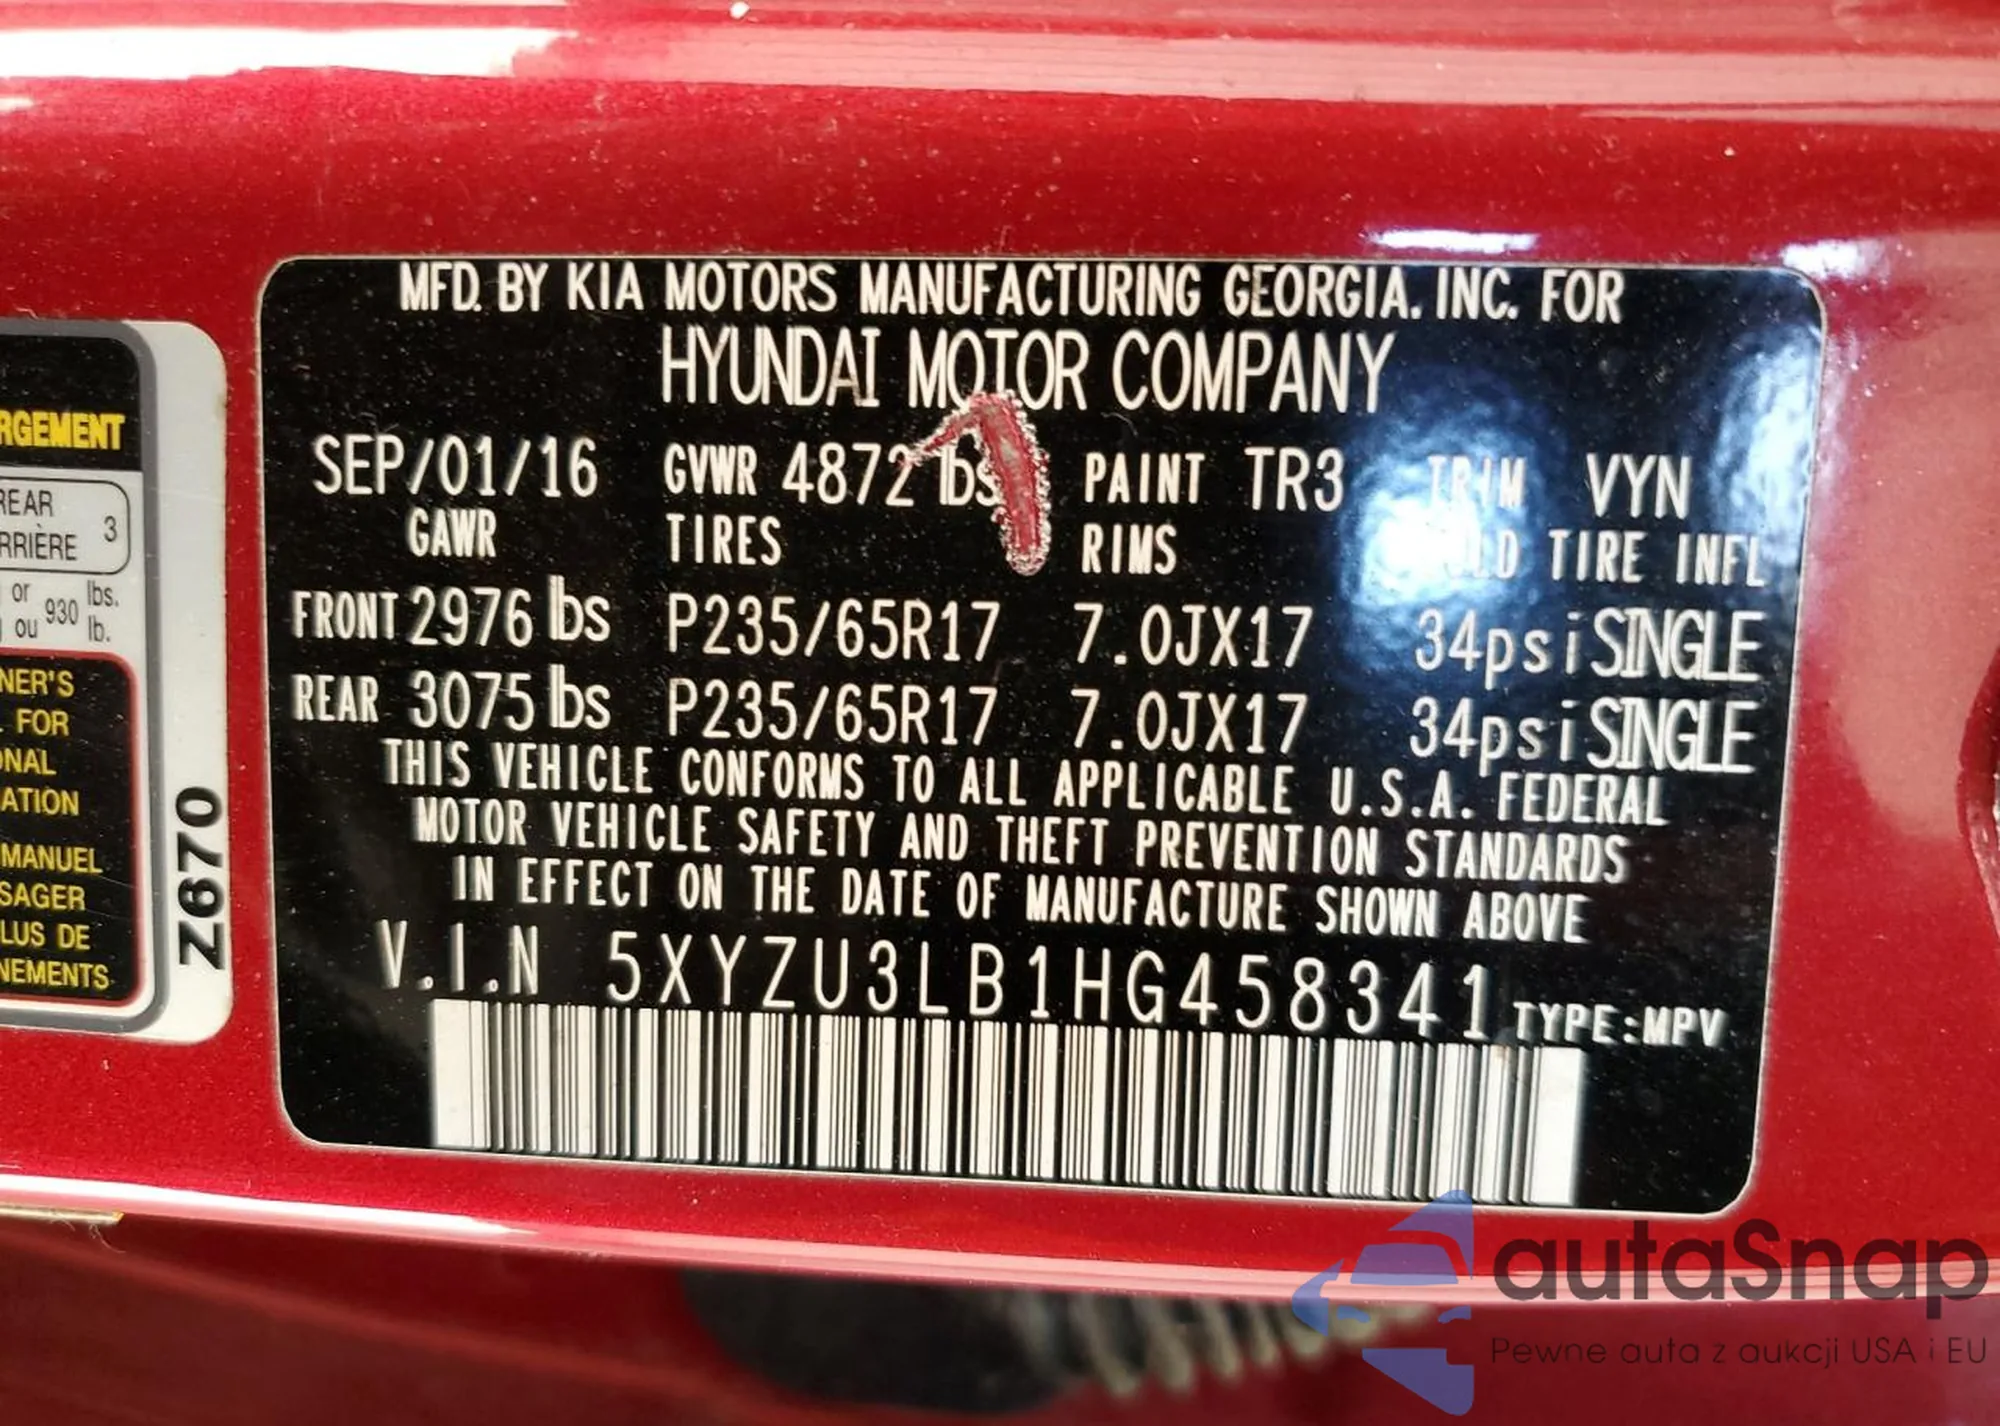 MFD. BY KIA MOTORS MANUFACTURING GEORGIA. INC. FOR
HYUNDAI MOTOR COMPANY
SEP/01/16 GVWR 4872 lbs PAINT TR3 TRIM VYN
GAWR TIRES RIMS TIRE INFL
FRONT 2976 lbs P235/65R17 7.0JX17 34psi SINGLE
REAR 3075 lbs P235/65R17 7.0JX17 34psi SINGLE
THIS VEHICLE CONFORMS TO ALL APPLICABLE U.S.A. FEDERAL
MOTOR VEHICLE SAFETY AND THEFT PREVENTION STANDARDS
IN EFFECT ON THE DATE OF MANUFACTURE SHOWN ABOVE
V.I.N 5XYZU3LB1HG458341 TYPE:MPV
RGEMENT
REAR
RRIÈRE 3
or 930 lbs.
ou lb.
NER'S
FOR
NAL
ATION
MANUEL
SAGER
LUS DE
NEMENTS
Z670
autaSnap
Pewne auta z aukcji USA i EU